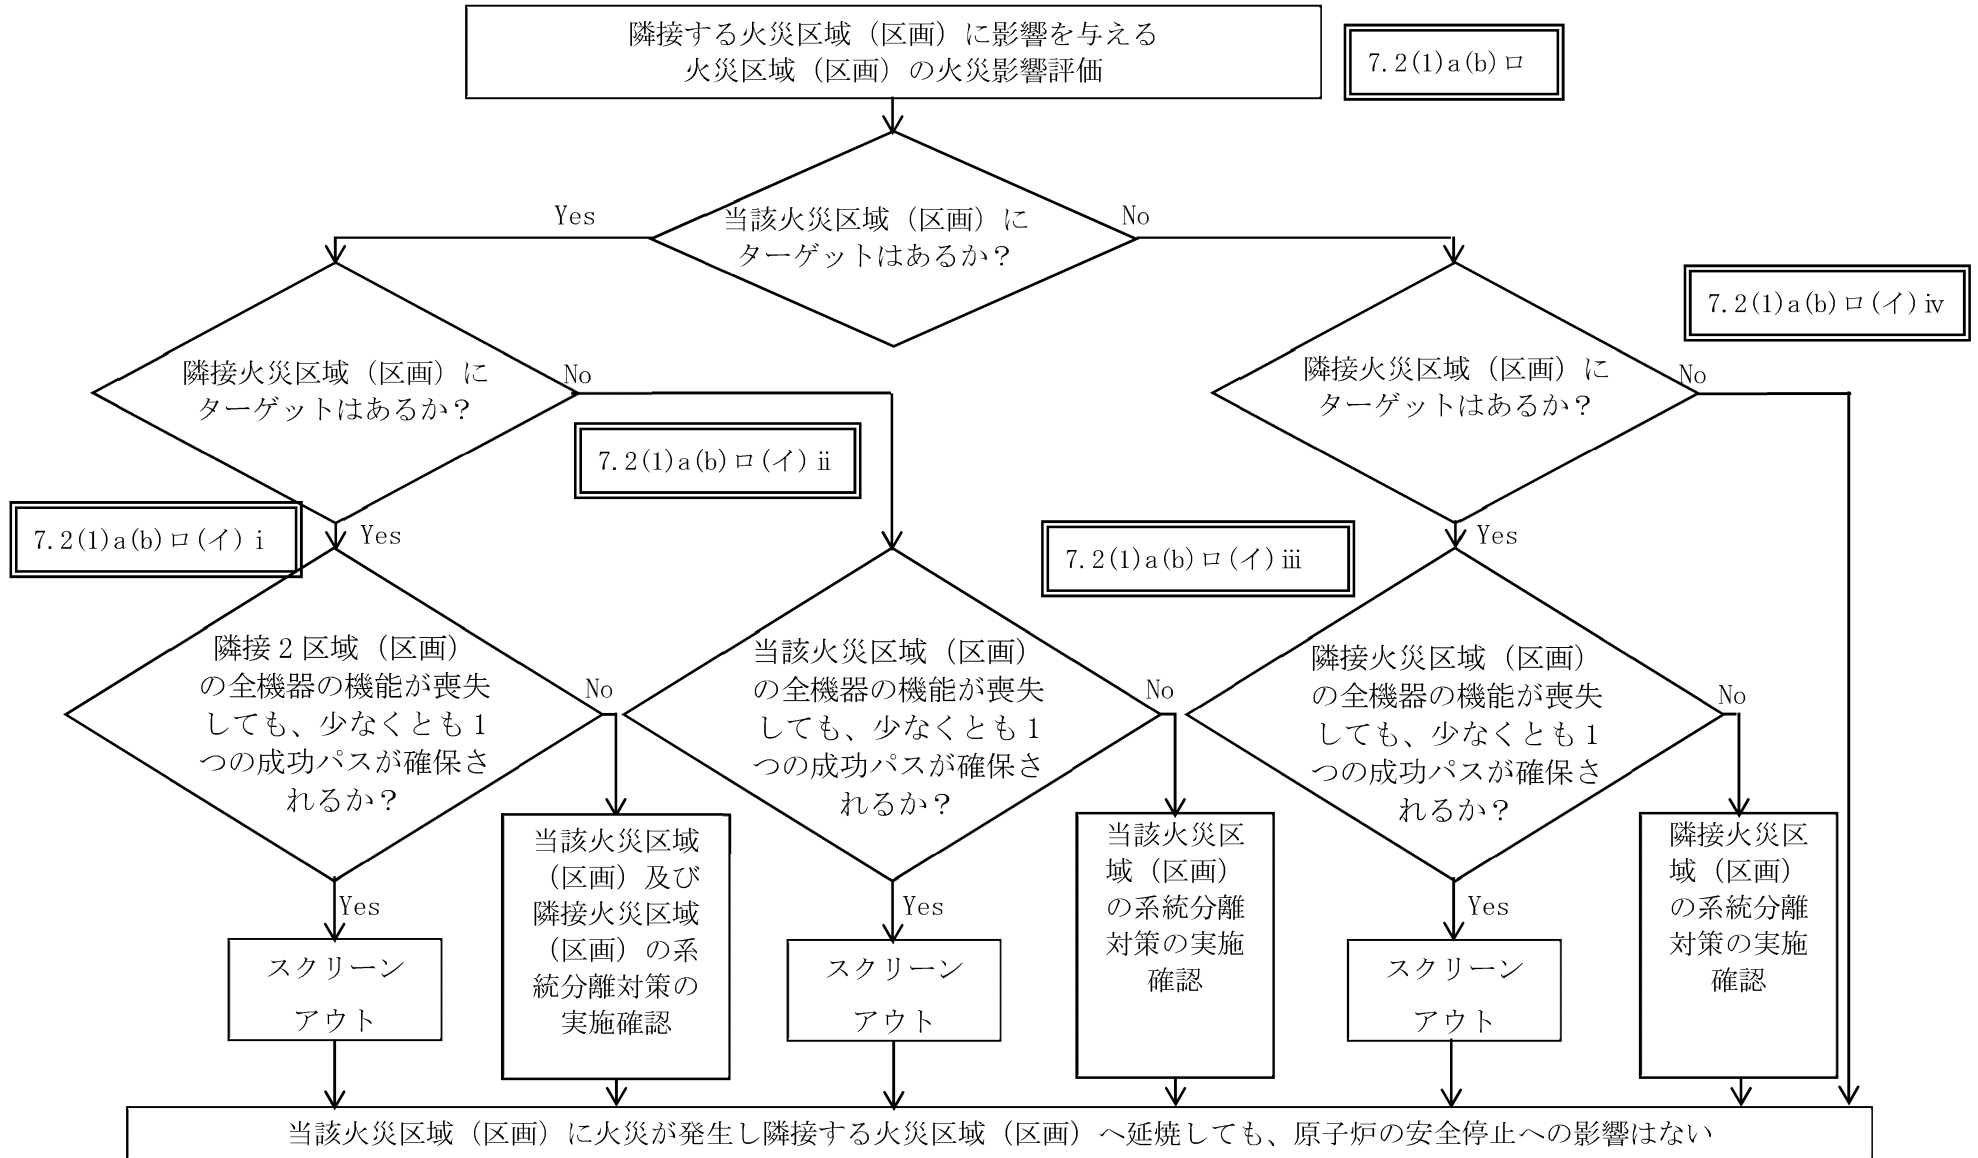 隣接する火災区域（区画）に影響を与える
火災区域（区画）の火災影響評価
7.2(1)a(b)ロ
当該火災区域（区画）に
ターゲットはあるか？
Yes
No
隣接火災区域（区画）に
ターゲットはあるか？
No
7.2(1)a(b)ロ(イ)ⅱ
7.2(1)a(b)ロ(イ)ⅰ
Yes
隣接火災区域（区画）に
ターゲットはあるか？
No
7.2(1)a(b)ロ(イ)ⅳ
7.2(1)a(b)ロ(イ)ⅲ
Yes
隣接２区域（区画）
の全機器の機能が喪失
しても、少なくとも１
つの成功パスが確保さ
れるか？
No
Yes
スクリーン
アウト
当該火災区域
（区画）及び
隣接火災区域
（区画）の系
統分離対策の
実施確認
当該火災区域（区画）
の全機器の機能が喪失
しても、少なくとも１
つの成功パスが確保さ
れるか？
No
Yes
スクリーン
アウト
当該火災区
域（区画）
の系統分離
対策の実施
確認
隣接火災区域（区画）
の全機器の機能が喪失
しても、少なくとも１
つの成功パスが確保さ
れるか？
No
Yes
スクリーン
アウト
隣接火災区
域（区画）
の系統分離
対策の実施
確認
当該火災区域（区画）に火災が発生し隣接する火災区域（区画）へ延焼しても、原子炉の安全停止への影響はない